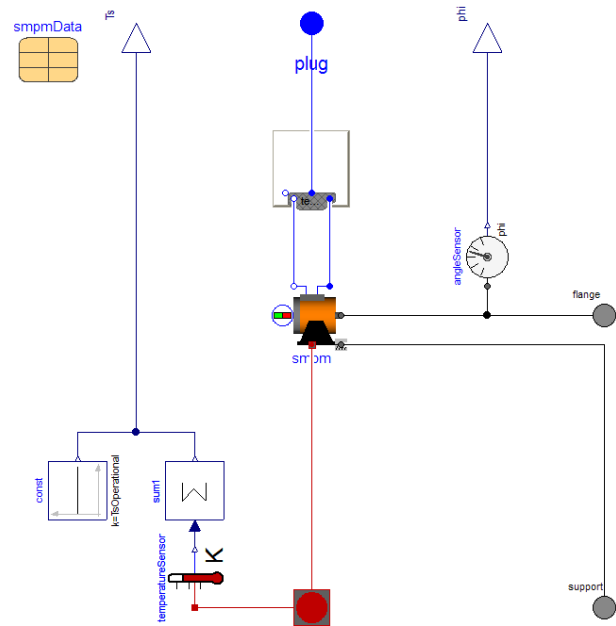 Ts
phi
smpmData
plug
te...
phi
angleSensor
flange
smpm
const
k=TsOperational
sum1
K
temperatureSensor
support